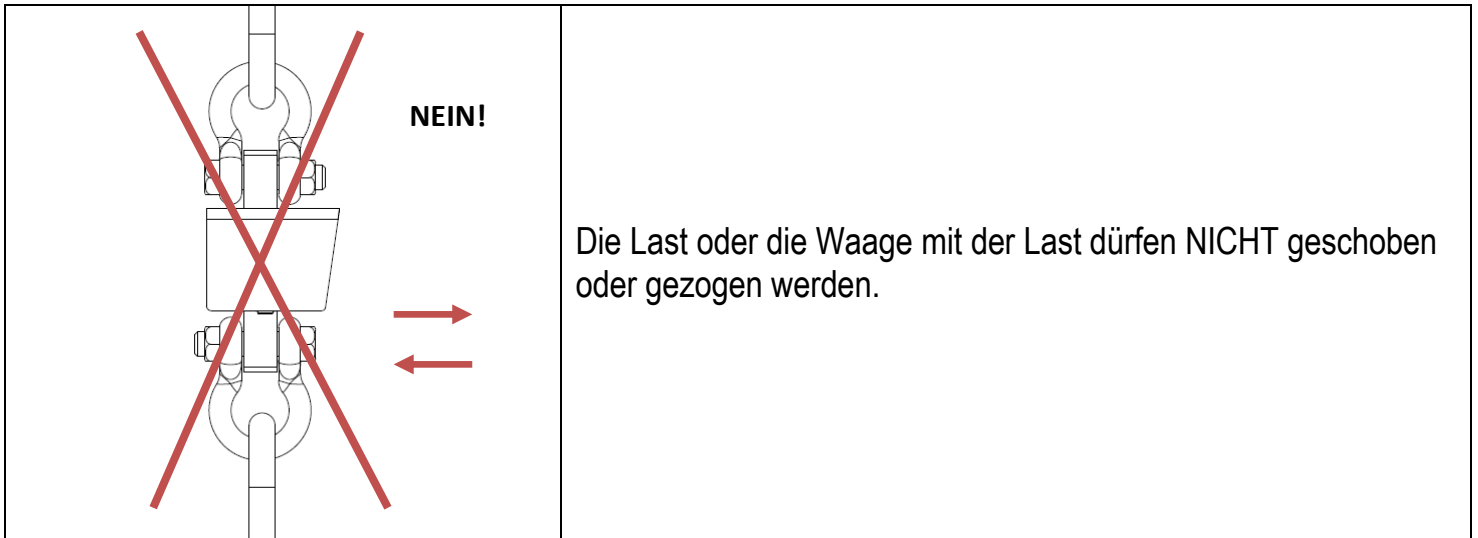 NEIN!
Die Last oder die Waage mit der Last dürfen NICHT geschoben
oder gezogen werden.